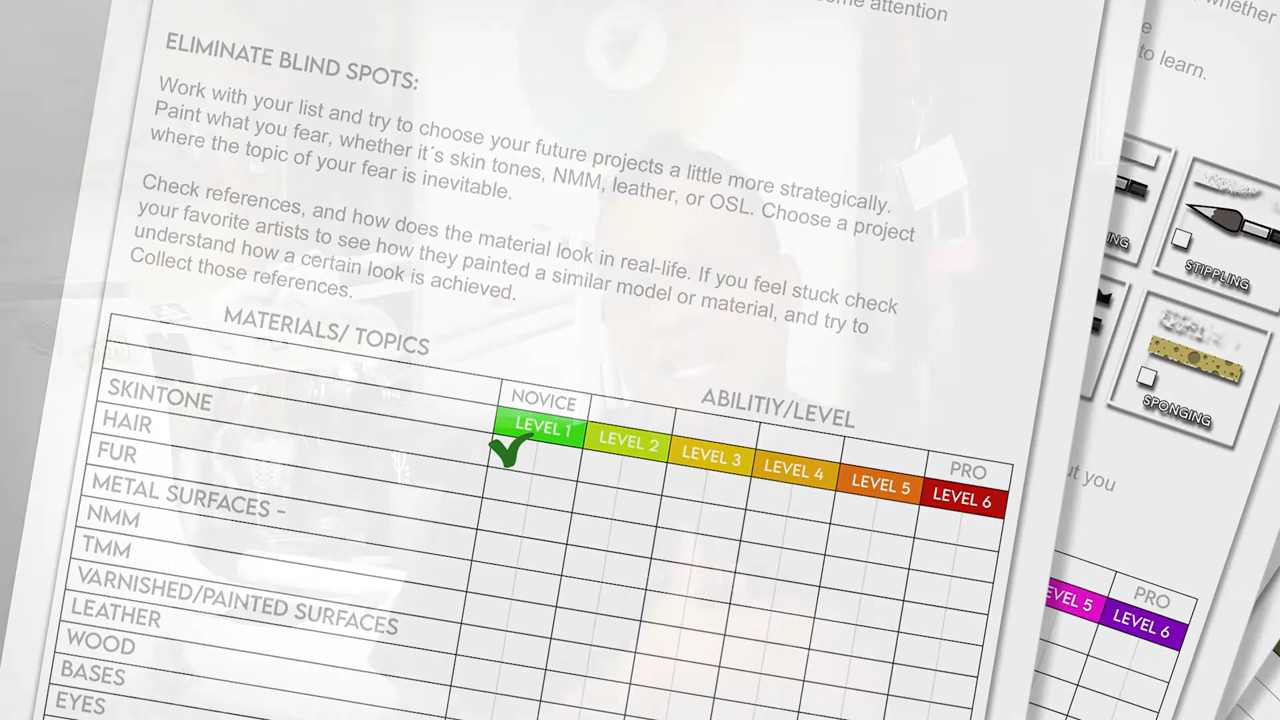 ome attention
ELIMINATE BLIND SPOTS:
Work with your list and try to choose your future projects a little more strategically.
Paint what you fear, whether it´s skin tones, NMM, leather, or OSL. Choose a project
where the topic of your fear is inevitable.
Check references, and how does the material look in real-life. If you feel stuck check
your favorite artists to see how they painted a similar model or material, and try to
understand how a certain look is achieved.
Collect those references.
MATERIALS/ TOPICS
ABILITIY/LEVEL
NOVICE
PRO
LEVEL 1
LEVEL 2
LEVEL 3
LEVEL 4
LEVEL 5
LEVEL 6
SKINTONE
HAIR
FUR
METAL SURFACES -
NMM
TMM
VARNISHED/PAINTED SURFACES
LEATHER
WOOD
BASES
EYES
whether
e
to learn.
ING
STIPPLING
SPONGING
ut you
PRO
EVEL 5
LEVEL 6